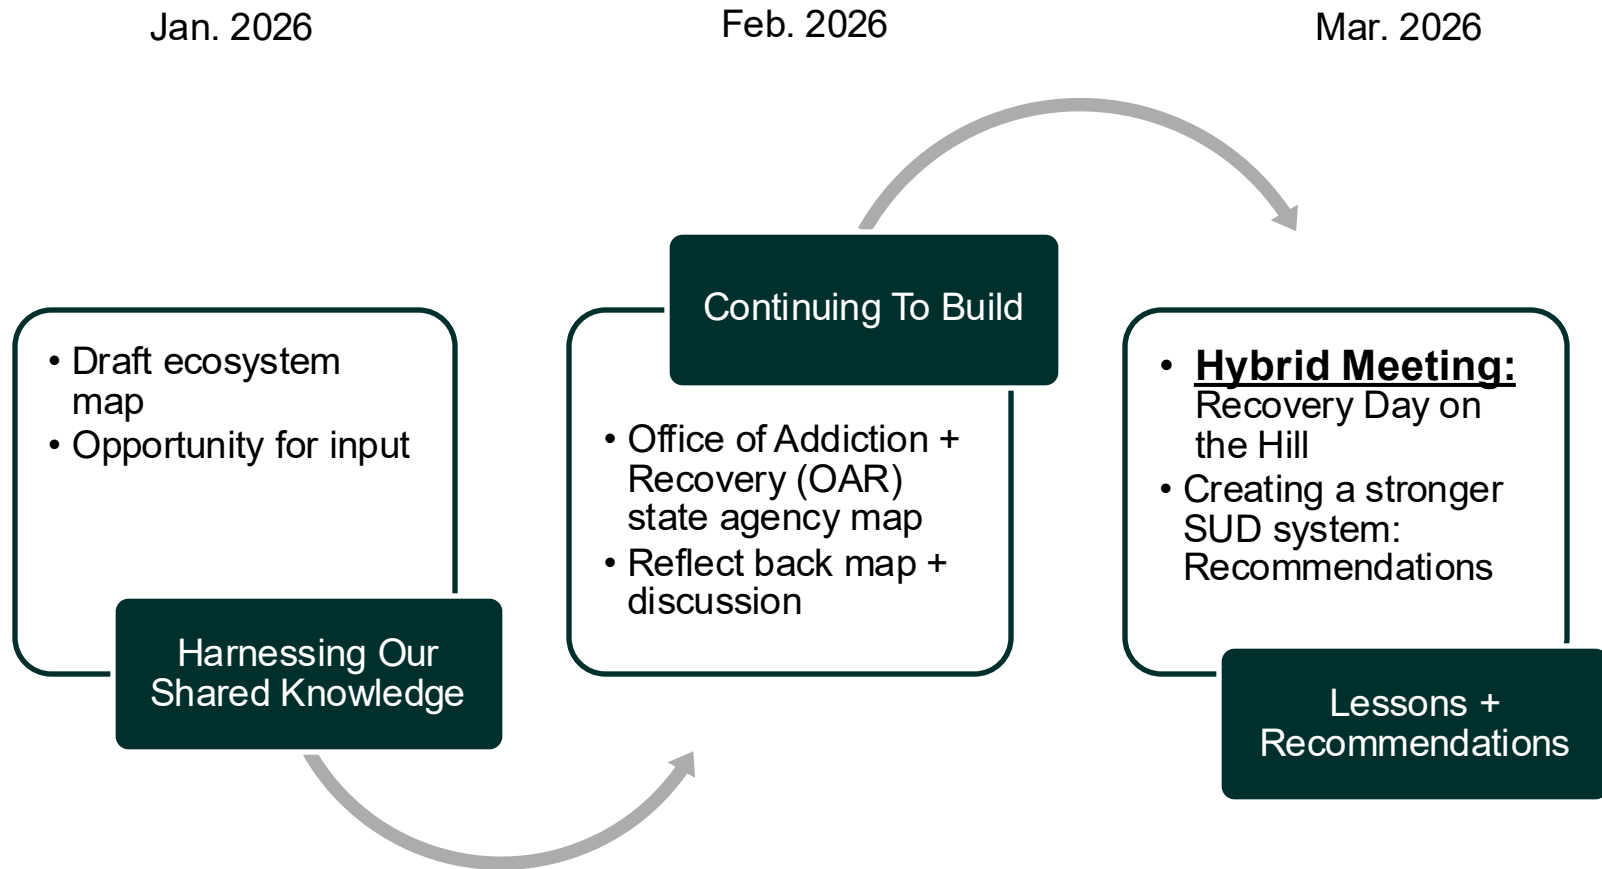 Jan. 2026
Feb. 2026
Mar. 2026
• Draft ecosystem
map
• Opportunity for input
Harnessing Our
Shared Knowledge
Continuing To Build
• Office of Addiction +
Recovery (OAR)
state agency map
• Reflect back map +
discussion
• Hybrid Meeting:
Recovery Day on
the Hill
• Creating a stronger
SUD system:
Recommendations
Lessons +
Recommendations